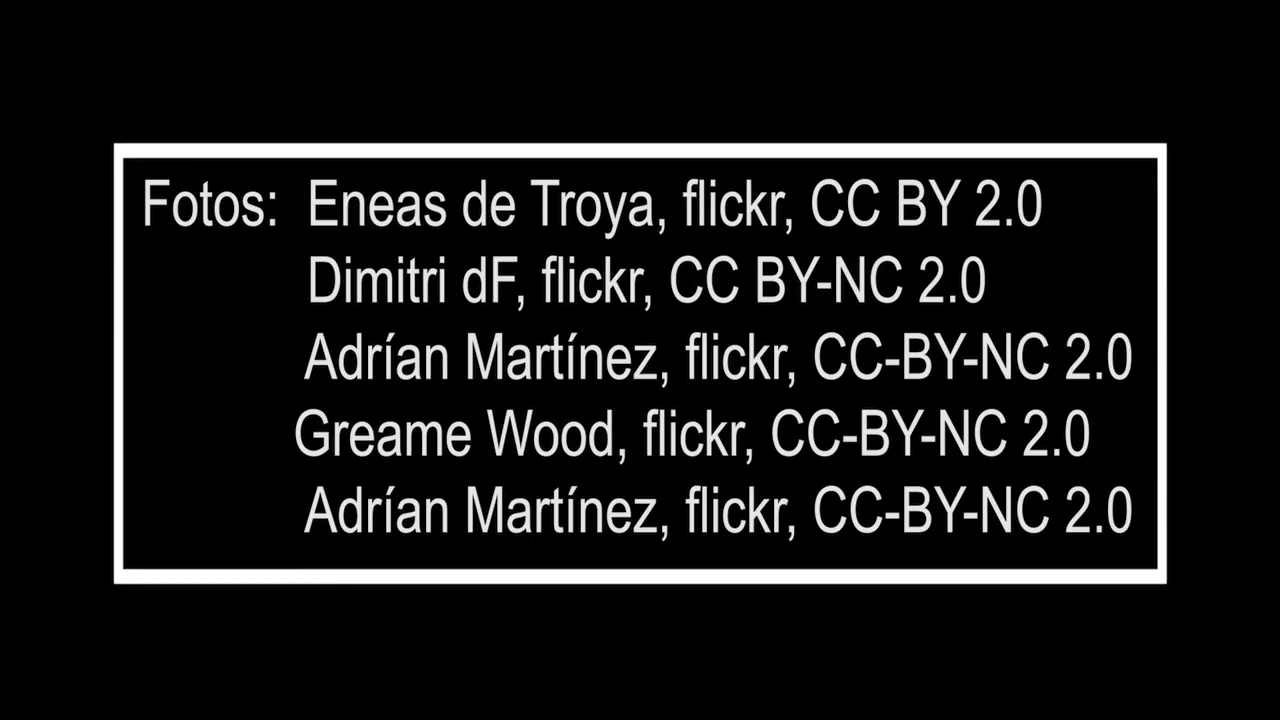 Fotos: Eneas de Troya, flickr, CC BY 2.0
Dimitri dF, flickr, CC BY-NC 2.0
Adrían Martínez, flickr, CC-BY-NC 2.0
Greame Wood, flickr, CC-BY-NC 2.0
Adrían Martínez, flickr, CC-BY-NC 2.0